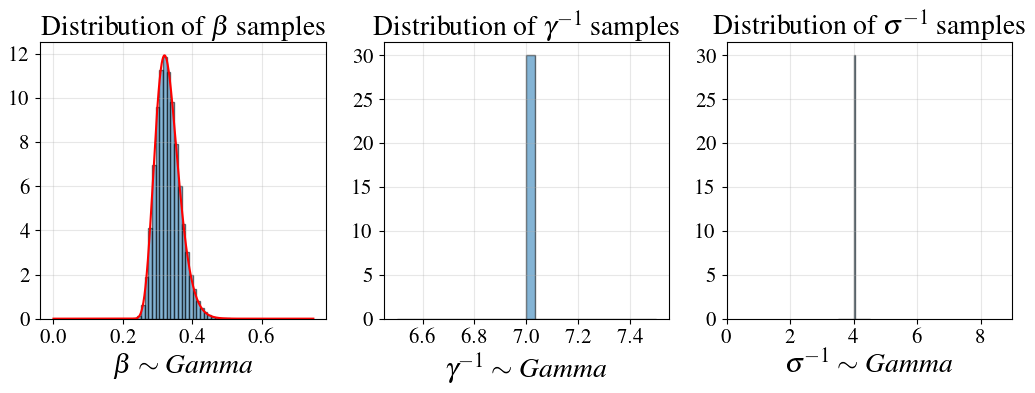 Distribution of β samples
12
10
8
6
4
2
0
0.0 0.2 0.4 0.6
β ∼ Gamma
Distribution of γ⁻¹ samples
30
25
20
15
10
5
0
6.6 6.8 7.0 7.2 7.4
γ⁻¹ ∼ Gamma
Distribution of σ⁻¹ samples
30
25
20
15
10
5
0
0 2 4 6 8
σ⁻¹ ∼ Gamma